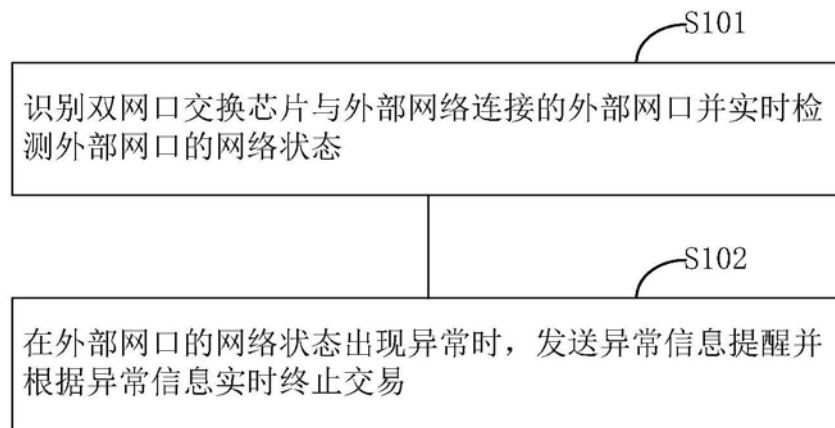 S101
识别双网口交换芯片与外部网络连接的外部网口并实时检
测外部网口的网络状态
S102
在外部网口的网络状态出现异常时，发送异常信息提醒并
根据异常信息实时终止交易